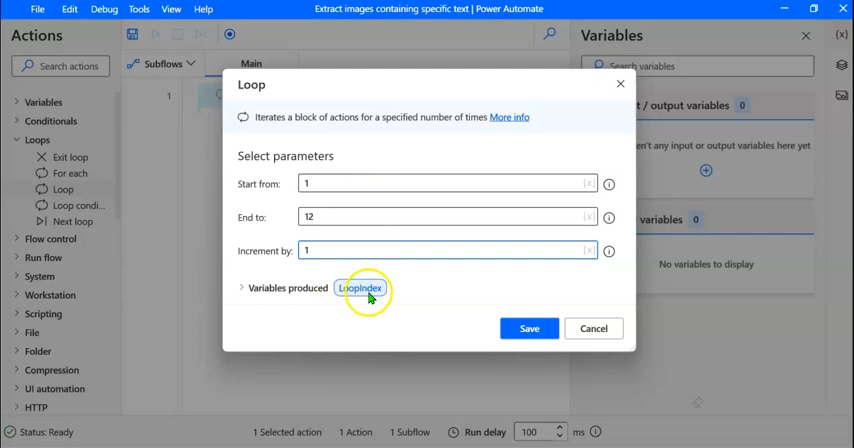 File Edit Debug Tools View Help
Extract images containing specific text | Power Automate
Actions
Search actions
Variables
Conditionals
Loops
Exit loop
For each
Loop
Loop condi...
Next loop
Flow control
Run flow
System
Workstation
Scripting
File
Folder
Compression
UI automation
HTTP
Subflows
Main
1
Loop
Iterates a block of actions for a specified number of times More info
Select parameters
Start from: 1 {x}
End to: 12 {x}
Increment by: 1 {x}
Variables produced LoopIndex
Save Cancel
Variables
{x}
Search variables
t / output variables 0
n't any input or output variables here yet
variables 0
No variables to display
Status: Ready
1 Selected action 1 Action 1 Subflow Run delay 100 ms